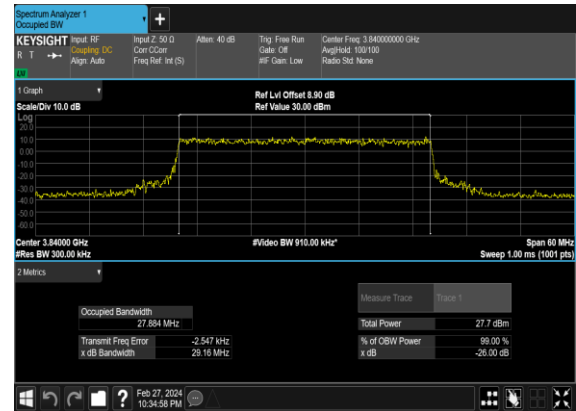 Spectrum Analyzer 1
Occupied BW
KEYSIGHT
R T
LXI
Input: RF
Coupling: DC
Align: Auto
Input Z: 50 Ω
Corr CCorr
Freq Ref: Int (S)
Atten: 40 dB
Trig: Free Run
Gate: Off
#IF Gain: Low
Center Freq: 3.840000000 GHz
Avg|Hold: 100/100
Radio Std: None
1 Graph
Scale/Div 10.0 dB
Ref Lvl Offset 8.90 dB
Ref Value 30.00 dBm
Log
20.0
10.0
0.00
-10.0
-20.0
-30.0
-40.0
-50.0
-60.0
Center 3.84000 GHz
#Res BW 300.00 kHz
#Video BW 910.00 kHz*
Span 60 MHz
Sweep 1.00 ms (1001 pts)
2 Metrics
Measure Trace
Trace 1
Occupied Bandwidth
27.884 MHz
Total Power
27.7 dBm
Transmit Freq Error
-2.547 kHz
% of OBW Power
99.00 %
x dB Bandwidth
29.16 MHz
x dB
-26.00 dB
?
Feb 27, 2024
10:34:58 PM